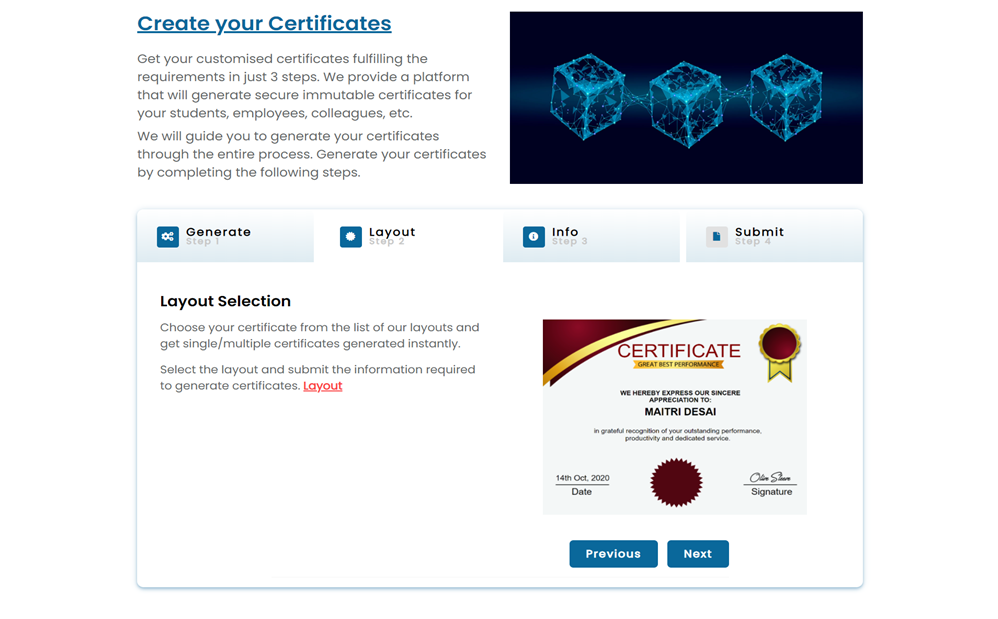 Create your Certificates
Get your customised certificates fulfilling the
requirements in just 3 steps. We provide a platform
that will generate secure immutable certificates for
your students, employees, colleagues, etc.
We will guide you to generate your certificates
through the entire process. Generate your certificates
by completing the following steps.
Generate
Step 1
Layout
Step 2
Info
Step 3
Submit
Step 4
Layout Selection
Choose your certificate from the list of our layouts and
get single/multiple certificates generated instantly.
Select the layout and submit the information required
to generate certificates. Layout
CERTIFICATE
GREAT BEST PERFORMANCE
WE HEREBY EXPRESS OUR SINCERE
APPRECIATION TO:
MAITRI DESAI
in grateful recognition of your outstanding performance,
productivity and dedicated service.
14th Oct, 2020
Date
Signature
Previous
Next